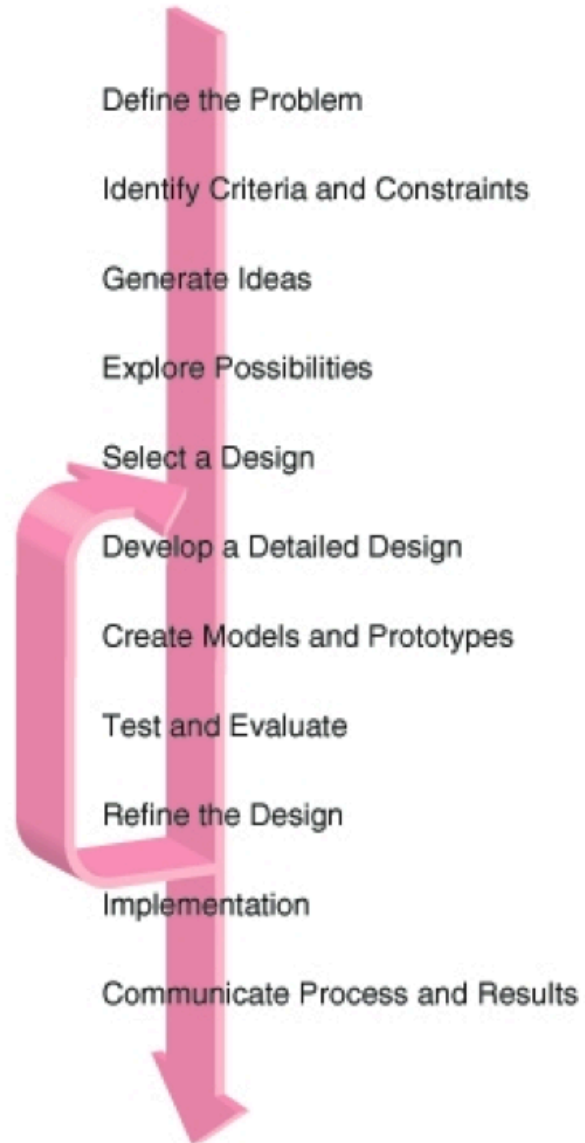 Define the Problem
Identify Criteria and Constraints
Generate Ideas
Explore Possibilities
Select a Design
Develop a Detailed Design
Create Models and Prototypes
Test and Evaluate
Refine the Design
Implementation
Communicate Process and Results